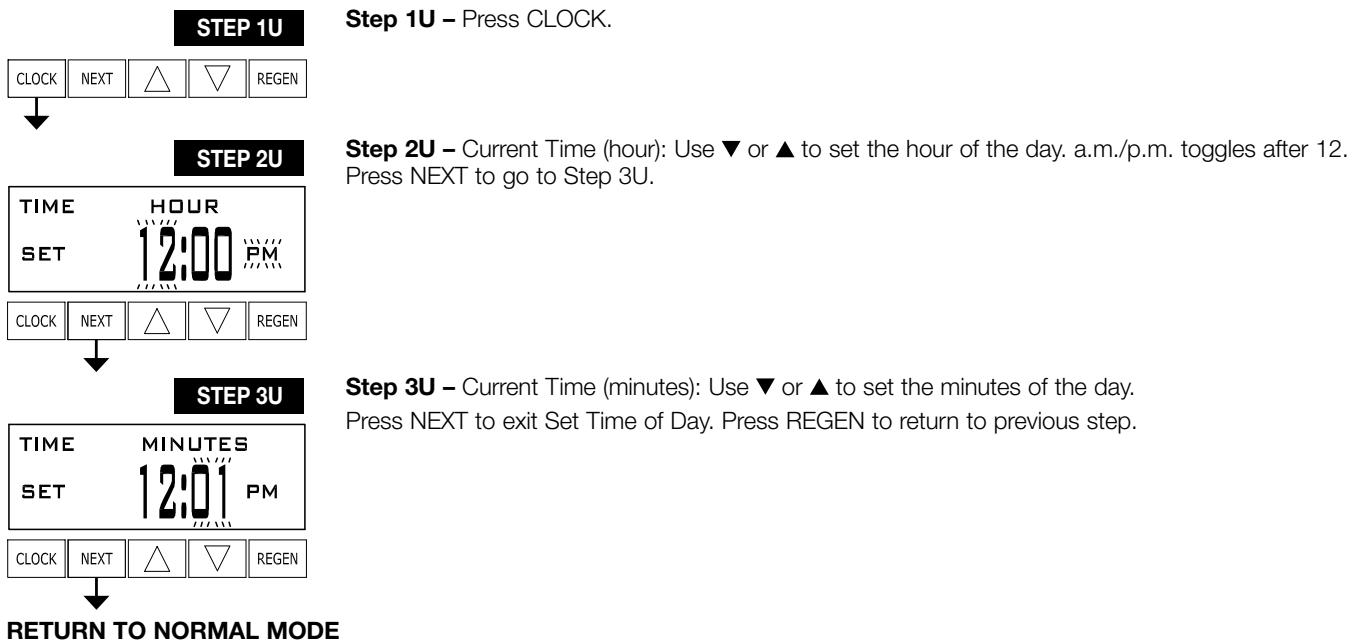 STEP 1U
Step 1U – Press CLOCK.
CLOCK NEXT △ ▽ REGEN
STEP 2U
Step 2U – Current Time (hour): Use ▼ or ▲ to set the hour of the day. a.m./p.m. toggles after 12.
Press NEXT to go to Step 3U.
TIME HOUR
SET 12:00 PM
CLOCK NEXT △ ▽ REGEN
STEP 3U
Step 3U – Current Time (minutes): Use ▼ or ▲ to set the minutes of the day.
Press NEXT to exit Set Time of Day. Press REGEN to return to previous step.
TIME MINUTES
SET 12:01 PM
CLOCK NEXT △ ▽ REGEN
RETURN TO NORMAL MODE